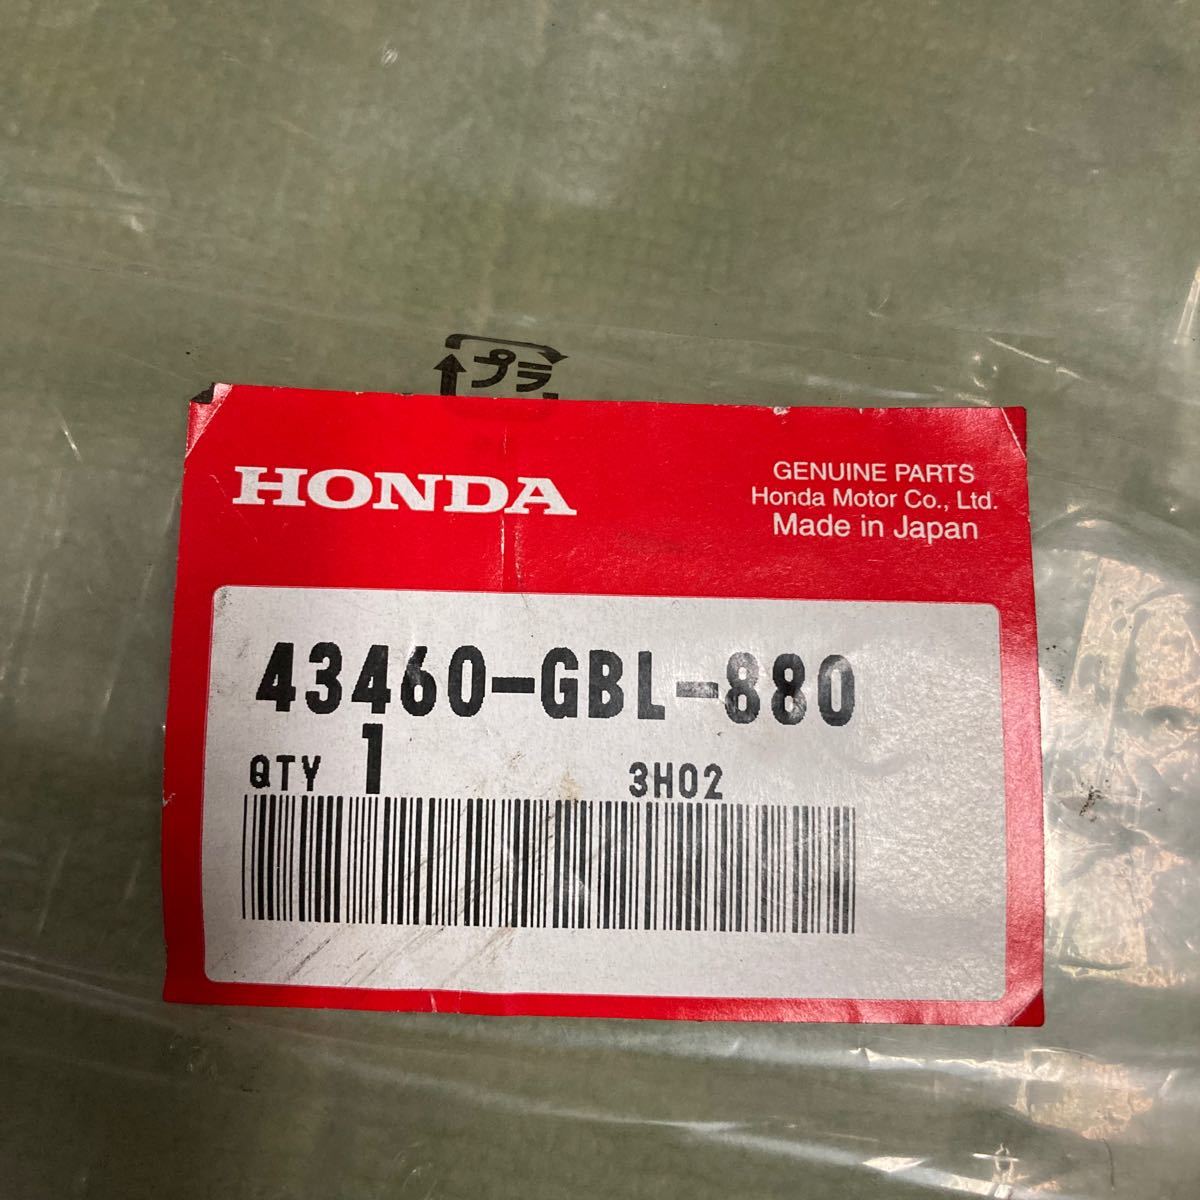 プラ
HONDA
GENUINE PARTS
Honda Motor Co., Ltd.
Made in Japan
43460-GBL-880
QTY 1 3H02